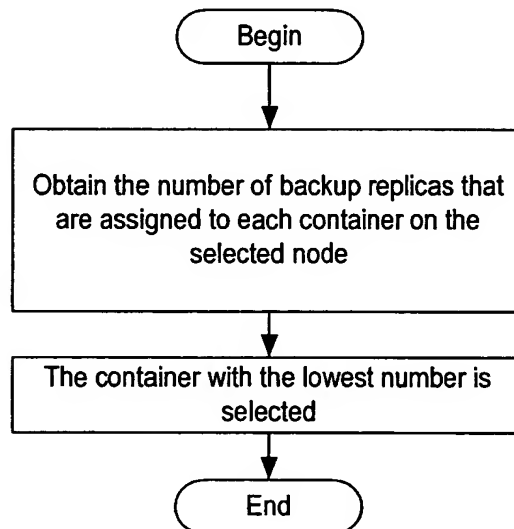 Begin
Obtain the number of backup replicas that
are assigned to each container on the
selected node
The container with the lowest number is
selected
End